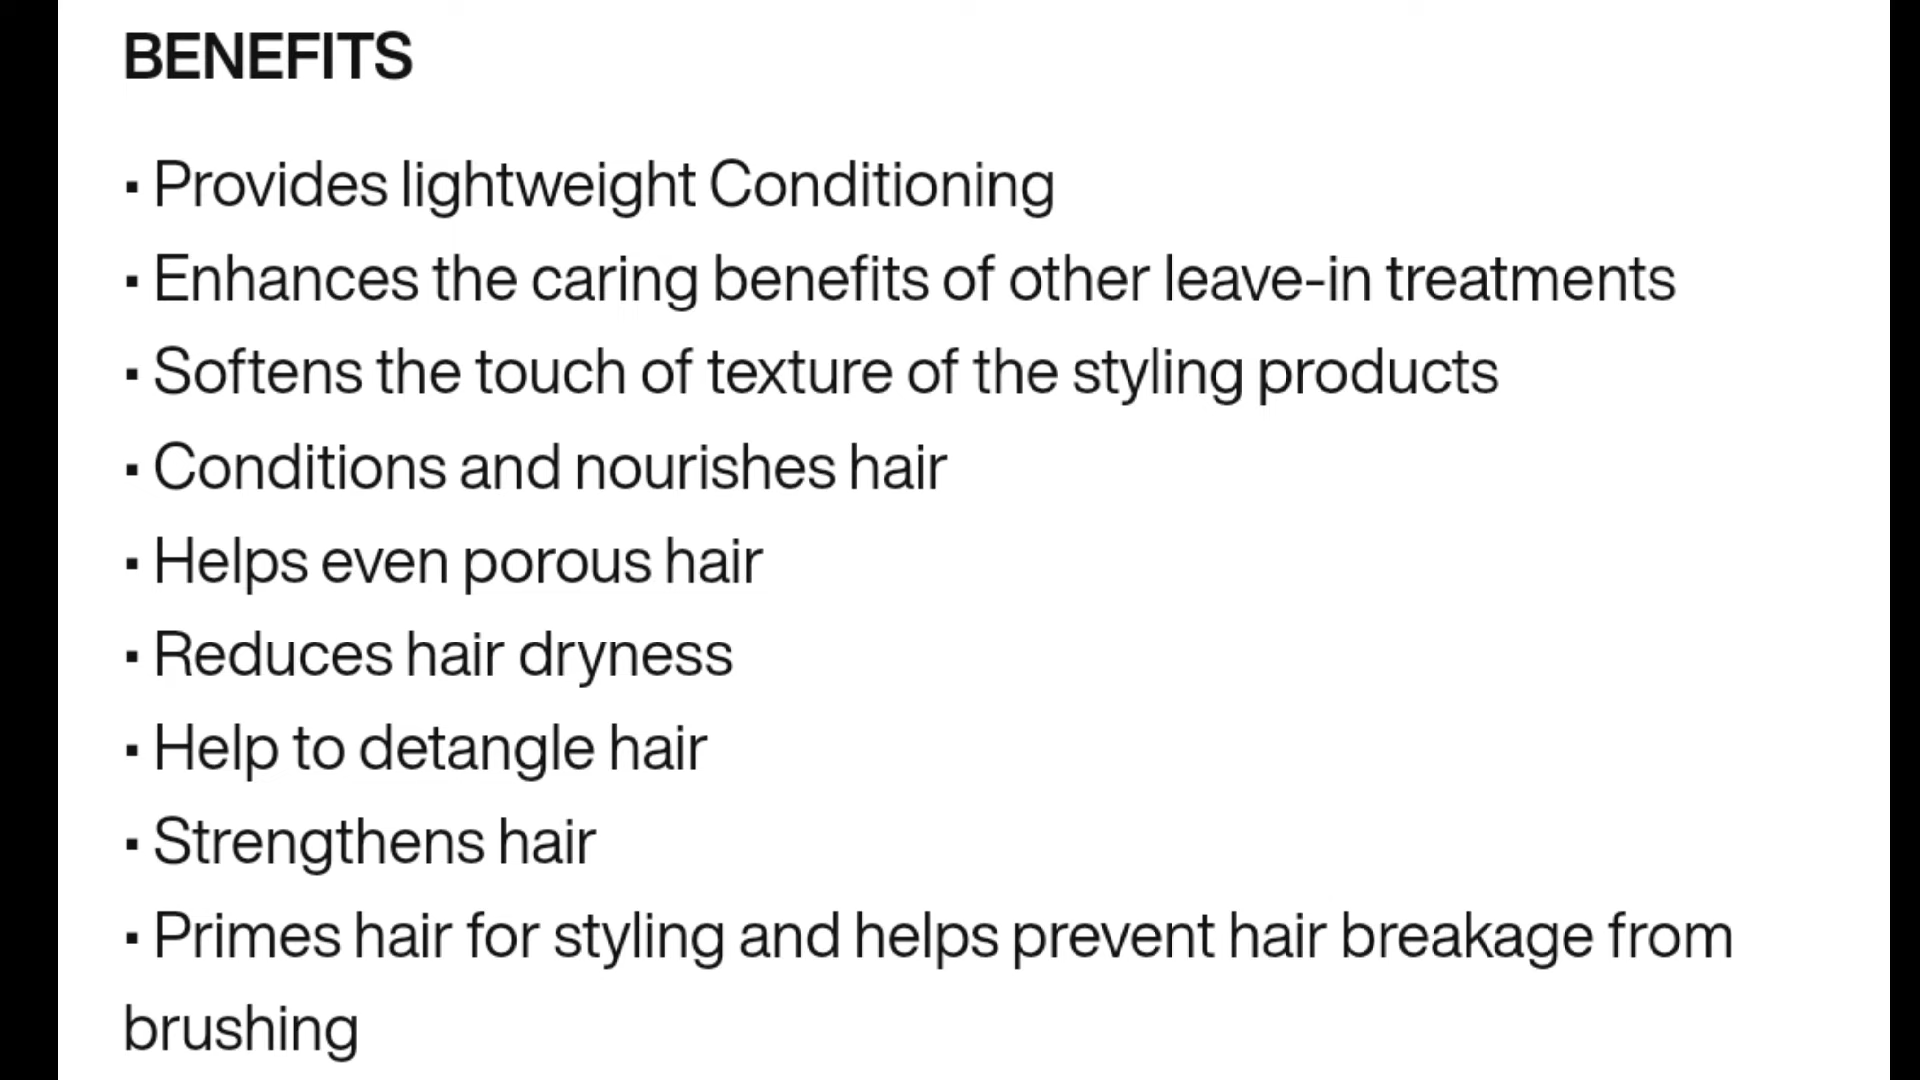 BENEFITS
▪ Provides lightweight Conditioning
▪ Enhances the caring benefits of other leave-in treatments
▪ Softens the touch of texture of the styling products
▪ Conditions and nourishes hair
▪ Helps even porous hair
▪ Reduces hair dryness
▪ Help to detangle hair
▪ Strengthens hair
▪ Primes hair for styling and helps prevent hair breakage from
brushing